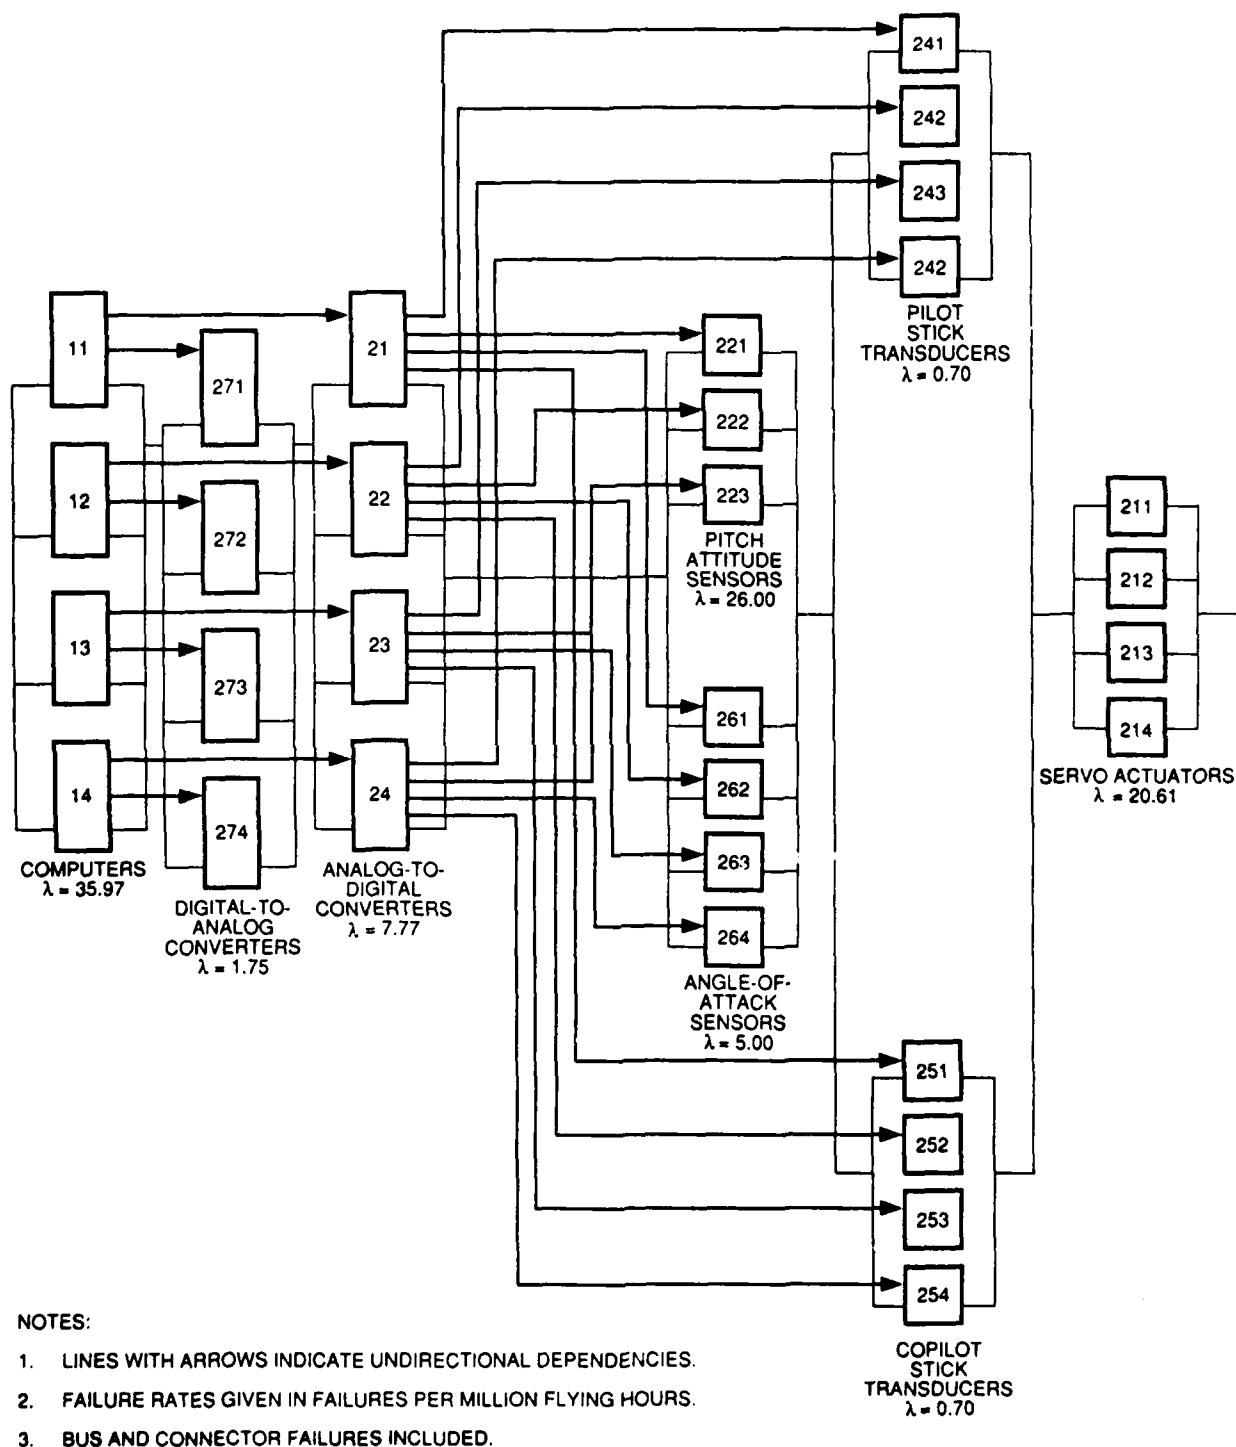 241
242
243
242
PILOT
STICK
TRANSDUCERS
λ = 0.70
11
271
12
272
13
273
14
274
COMPUTERS
λ = 35.97
DIGITAL-TO-
ANALOG
CONVERTERS
λ = 1.75
21
22
23
24
ANALOG-TO-
DIGITAL
CONVERTERS
λ = 7.77
221
222
223
PITCH
ATTITUDE
SENSORS
λ = 26.00
261
262
263
264
ANGLE-OF-
ATTACK
SENSORS
λ = 5.00
211
212
213
214
SERVO ACTUATORS
λ = 20.61
251
252
253
254
COPILOT
STICK
TRANSDUCERS
λ = 0.70
NOTES:
1. LINES WITH ARROWS INDICATE UNDIRECTIONAL DEPENDENCIES.
2. FAILURE RATES GIVEN IN FAILURES PER MILLION FLYING HOURS.
3. BUS AND CONNECTOR FAILURES INCLUDED.